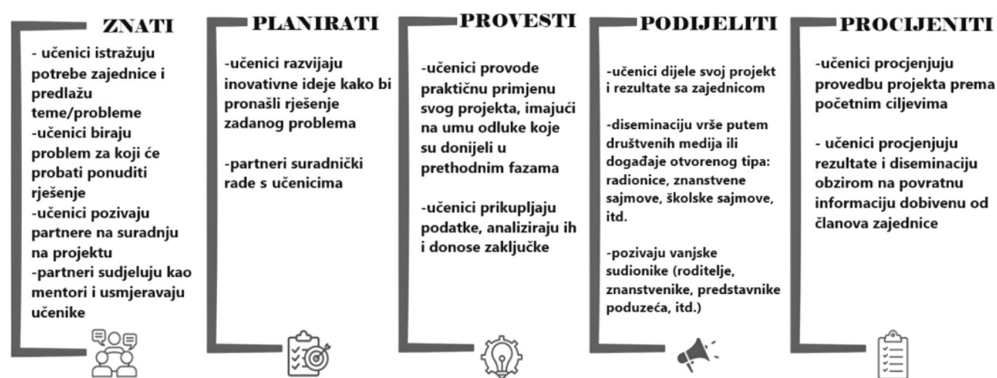 ZNATI
- učenici istražuju
potrebe zajednice i
predlažu
teme/probleme
-učenici biraju
problem za koji će
probati ponuditi
rješenje
-učenici pozivaju
partnere na suradnju
na projektu
-partneri sudjeluju kao
mentori i usmjeravaju
učenike
PLANIRATI
-učenici razvijaju
inovativne ideje kako bi
pronašli rješenje
zadanog problema
-partneri suradnički
rade s učenicima
PROVESTI
-učenici provode
praktičnu primjenu
svog projekta, imajući
na umu odluke koje
su donijeli u
prethodnim fazama
-učenici prikupljaju
podatke, analiziraju ih
i donose zaključke
PODIJELITI
-učenici dijele svoj projekt
i rezultate sa zajednicom
-diseminaciju vrše putem
društvenih medija ili
događaje otvorenog tipa:
radionice, znanstvene
sajmove, školske sajmove,
itd.
-pozivaju vanjske
sudionike (roditelje,
znanstvenike, predstavnike
poduzeća, itd.)
PROCIJENITI
-učenici procjenjuju
provedbu projekta prema
početnim ciljevima
- učenici procjenjuju
rezultate i diseminaciju
obzirom na povratnu
informaciju dobivenu od
članova zajednice